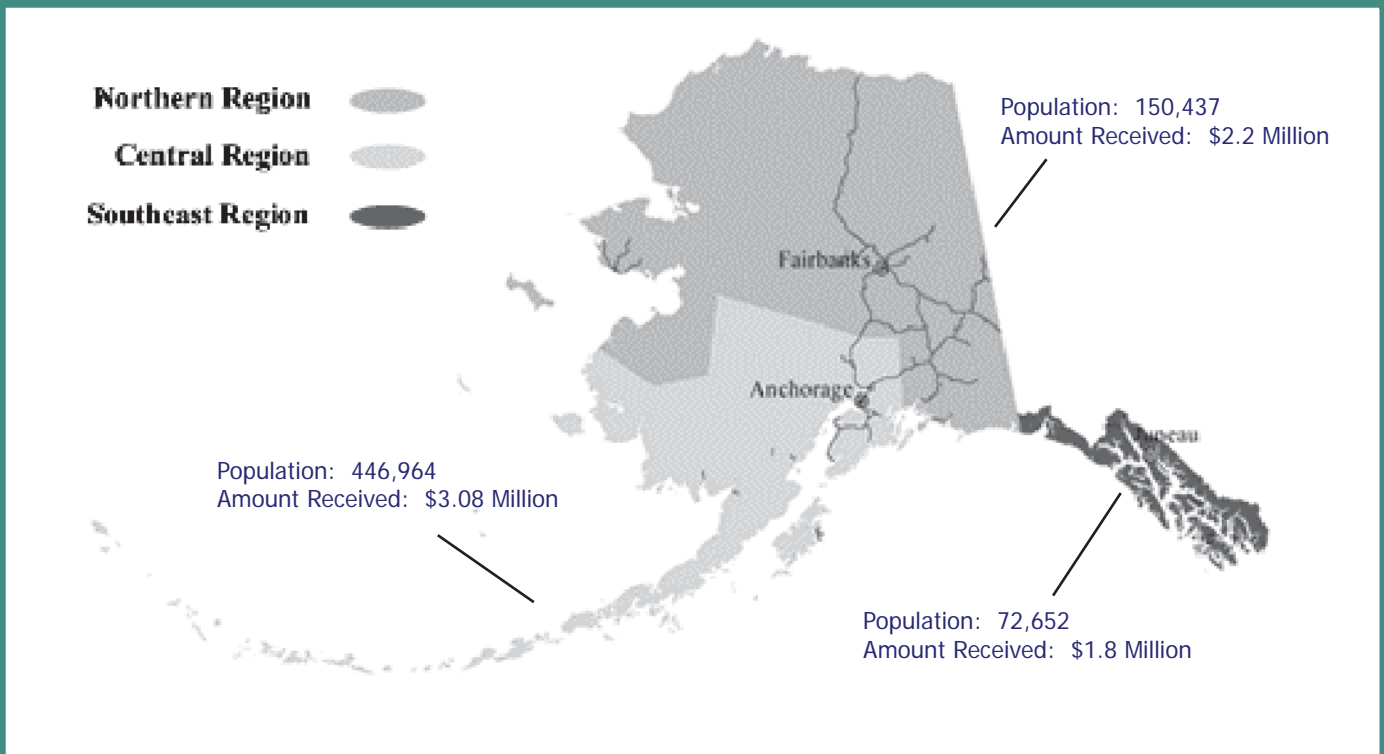 Northern Region
Central Region
Southeast Region
Population: 150,437
Amount Received: $2.2 Million
Fairbanks
Anchorage
Juneau
Population: 446,964
Amount Received: $3.08 Million
Population: 72,652
Amount Received: $1.8 Million